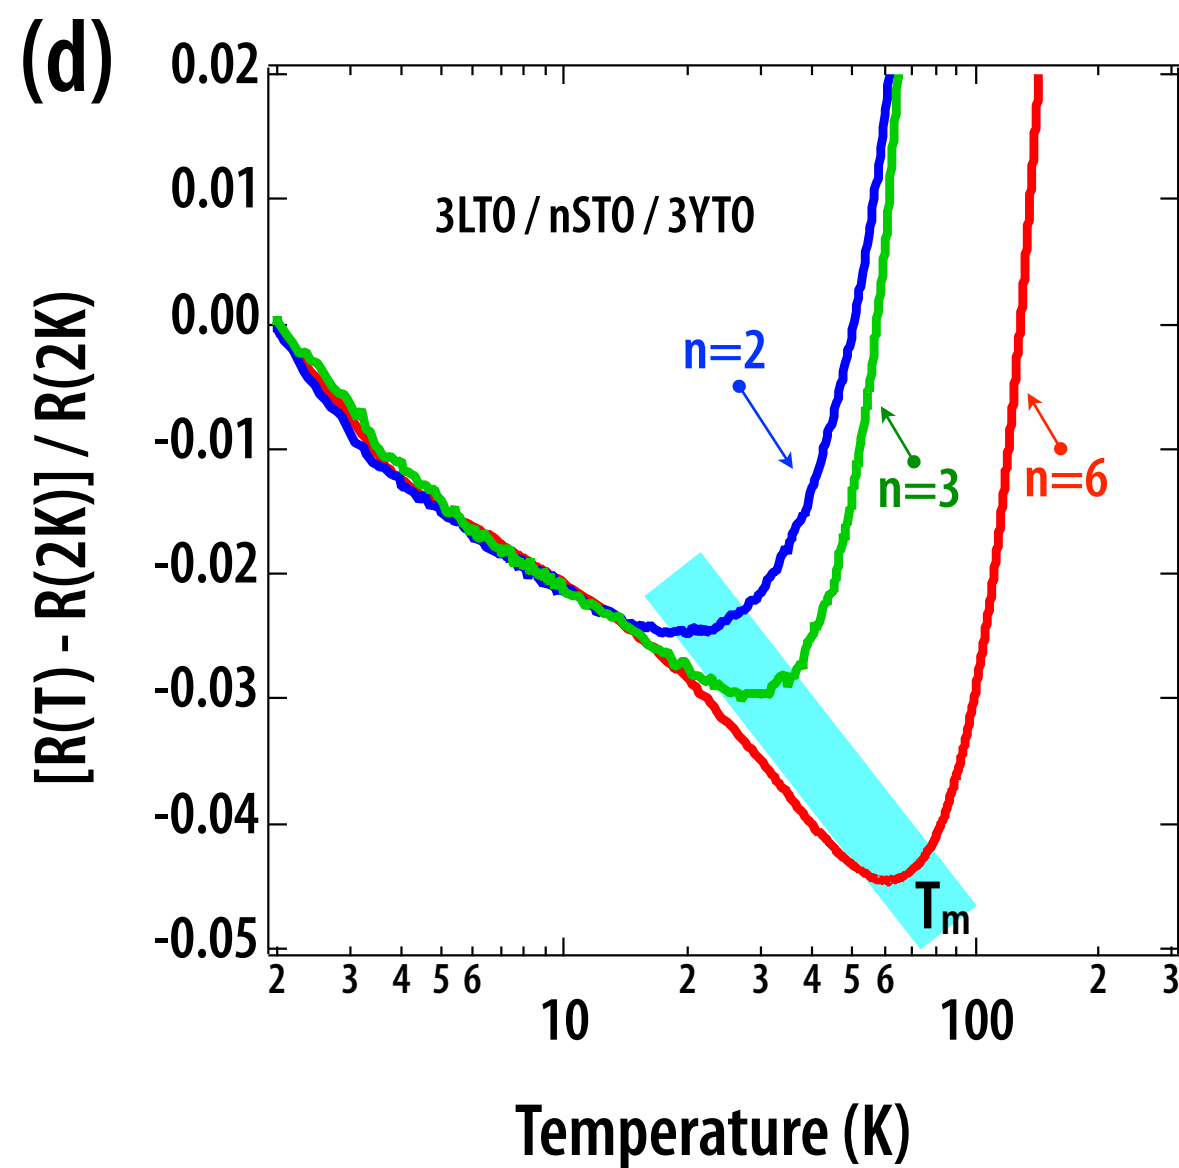 (d)
0.02
0.01
0.00
-0.01
-0.02
-0.03
-0.04
-0.05
[R(T) - R(2K)] / R(2K)
3LTO / nSTO / 3YTO
n=2
n=3
n=6
Tm
2 3 4 5 6 2 3 4 5 6 2 3
10 100
Temperature (K)